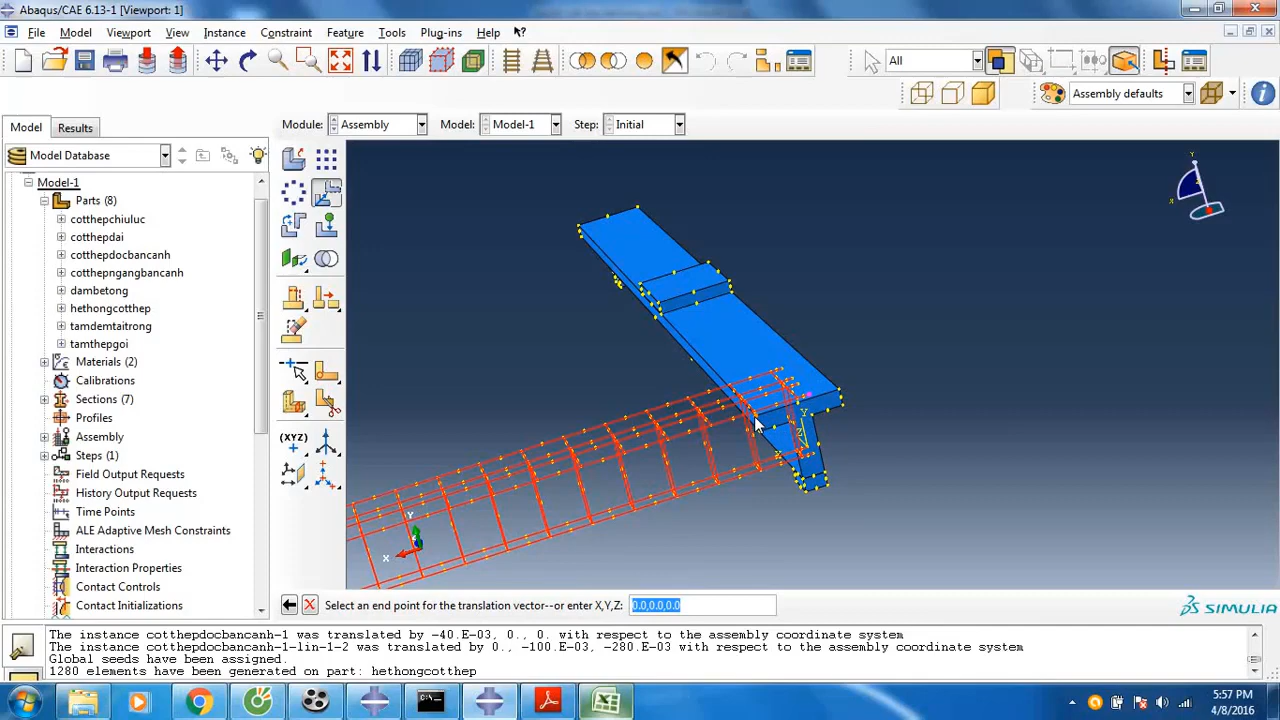 Abaqus/CAE 6.13-1 [Viewport: 1]
File Model Viewport View Instance Constraint Feature Tools Plug-ins Help
All
Assembly defaults
Model Results
Module: Assembly Model: Model-1 Step: Initial
Model Database
Model-1
Parts (8)
cotthepchiuluc
cotthepdai
cotthepdocbancanh
cotthepngangbancanh
dambetong
hethongcotthep
tamdemtaitrong
tamthepgoi
Materials (2)
Calibrations
Sections (7)
Profiles
Assembly
Steps (1)
Field Output Requests
History Output Requests
Time Points
ALE Adaptive Mesh Constraints
Interactions
Interaction Properties
Contact Controls
Contact Initializations
(XYZ)
Y
X
Y
Z
Y
X
Select an end point for the translation vector--or enter X,Y,Z: 0.0,0.0,0.0
SIMULIA
The instance cotthepdocbancanh-1 was translated by -40.E-03, 0., 0. with respect to the assembly coordinate system
The instance cotthepdocbancanh-1-lin-1-2 was translated by 0., -100.E-03, -280.E-03 with respect to the assembly coordinate system
Global seeds have been assigned.
1280 elements have been generated on part: hethongcotthep
5:57 PM
4/8/2016